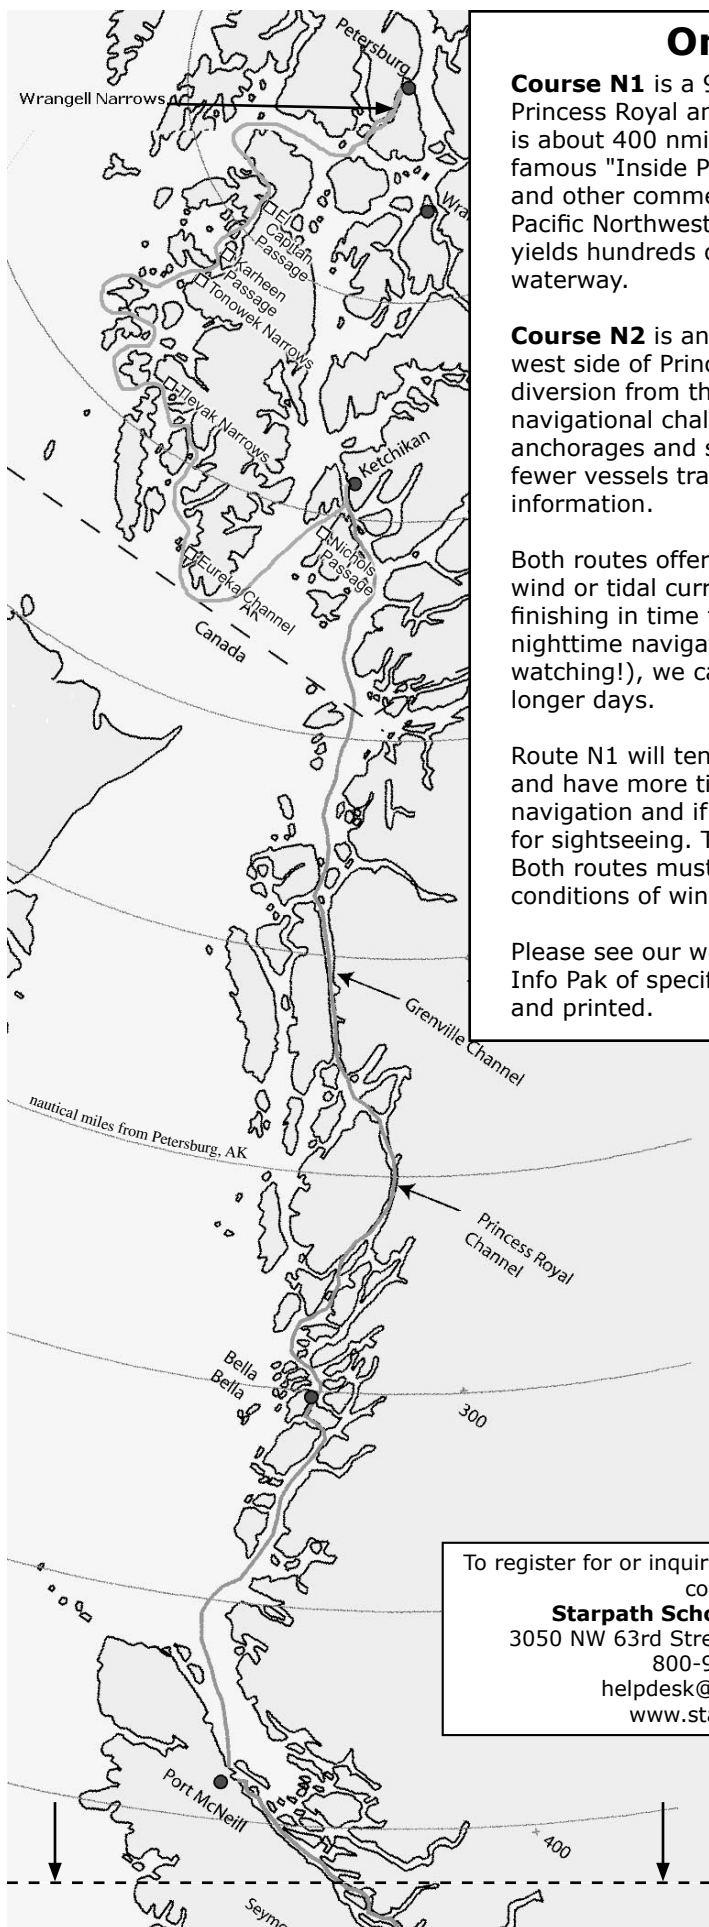 Petersburg
Wrangell Narrows
El
Capitan
Passage
Karheen
Passage
Tonowek Narrows
Tlevak Narrows
Ketchikan
Nichols
Passage
Eureka Channel
AK
Canada
Grenville Channel
nautical miles from Petersburg, AK
Princess Royal
Channel
Bella
Bella
300
Port McNeill
400
Course N1 is a 9
Princess Royal
is about 400 nmi
famous "Inside P
and other comme
Pacific Northwest
yields hundreds
waterway.
Course N2 is an
west side of Princ
diversion from th
navigational chal
anchorages and s
fewer vessels tra
information.
Both routes offer
wind or tidal curr
finishing in time
nighttime naviga
watching!), we ca
longer days.
Route N1 will ten
and have more ti
navigation and if
for sightseeing. T
Both routes must
conditions of win
Please see our w
Info Pak of specif
and printed.
To register for or inquir
co
Starpath Scho
3050 NW 63rd Stre
800-9
helpdesk@
www.sta